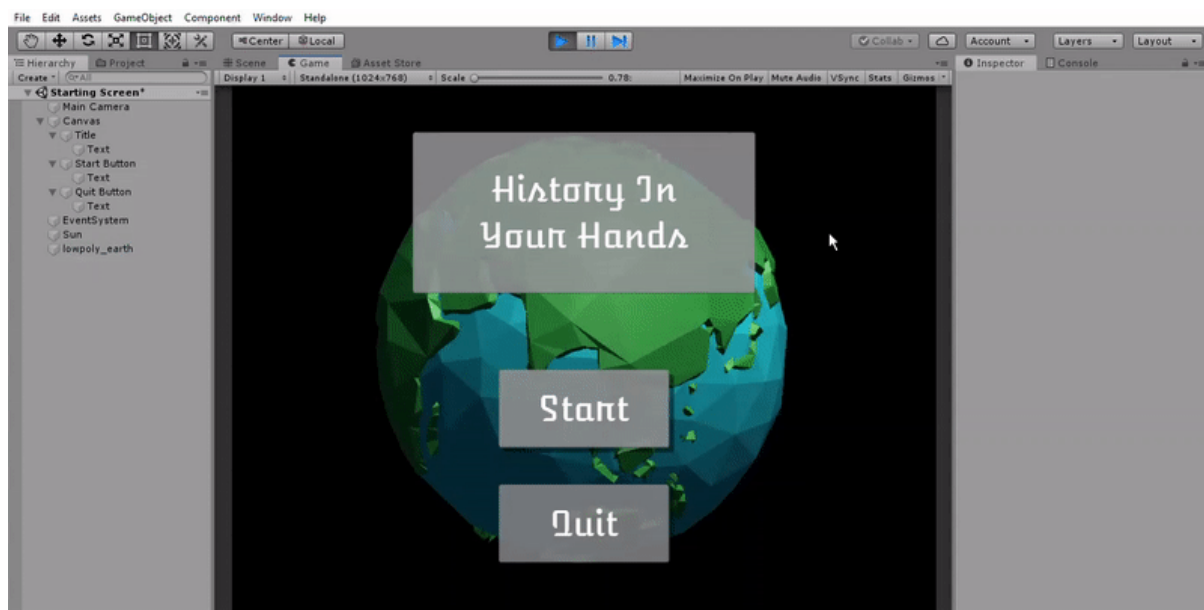 File Edit Assets GameObject Component Window Help
Center Local Collab Account Layers Layout
Hierarchy Project Scene Game Asset Store Inspector Console
Create All Display 1 Standalone (1024x768) Scale 0.78: Maximize On Play Mute Audio VSync Stats Gizmos
Starting Screen*
Main Camera
Canvas
Title
Text
Start Button
Text
Quit Button
Text
EventSystem
Sun
lowpoly_earth
History In
Your Hands
Start
Quit